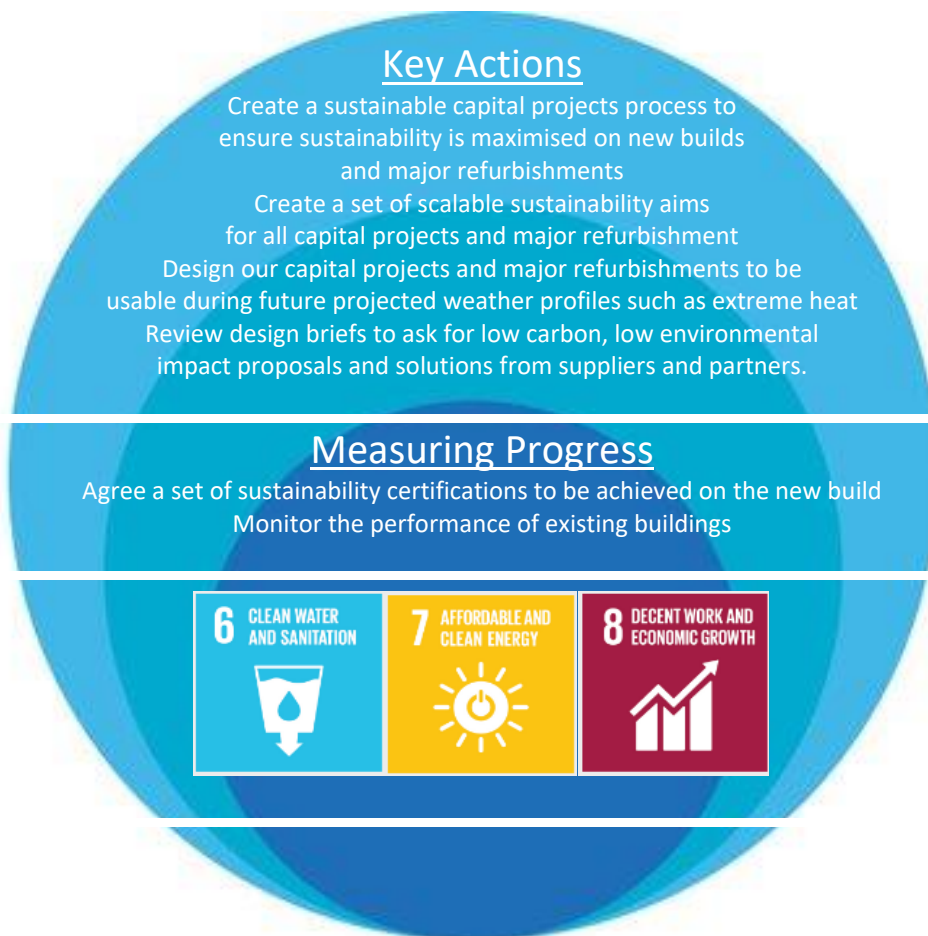 Key Actions
Create a sustainable capital projects process to
ensure sustainability is maximised on new builds
and major refurbishments
Create a set of scalable sustainability aims
for all capital projects and major refurbishment
Design our capital projects and major refurbishments to be
usable during future projected weather profiles such as extreme heat
Review design briefs to ask for low carbon, low environmental
impact proposals and solutions from suppliers and partners.
Measuring Progress
Agree a set of sustainability certifications to be achieved on the new build
Monitor the performance of existing buildings
6 CLEAN WATER
AND SANITATION
7 AFFORDABLE AND
CLEAN ENERGY
8 DECENT WORK AND
ECONOMIC GROWTH